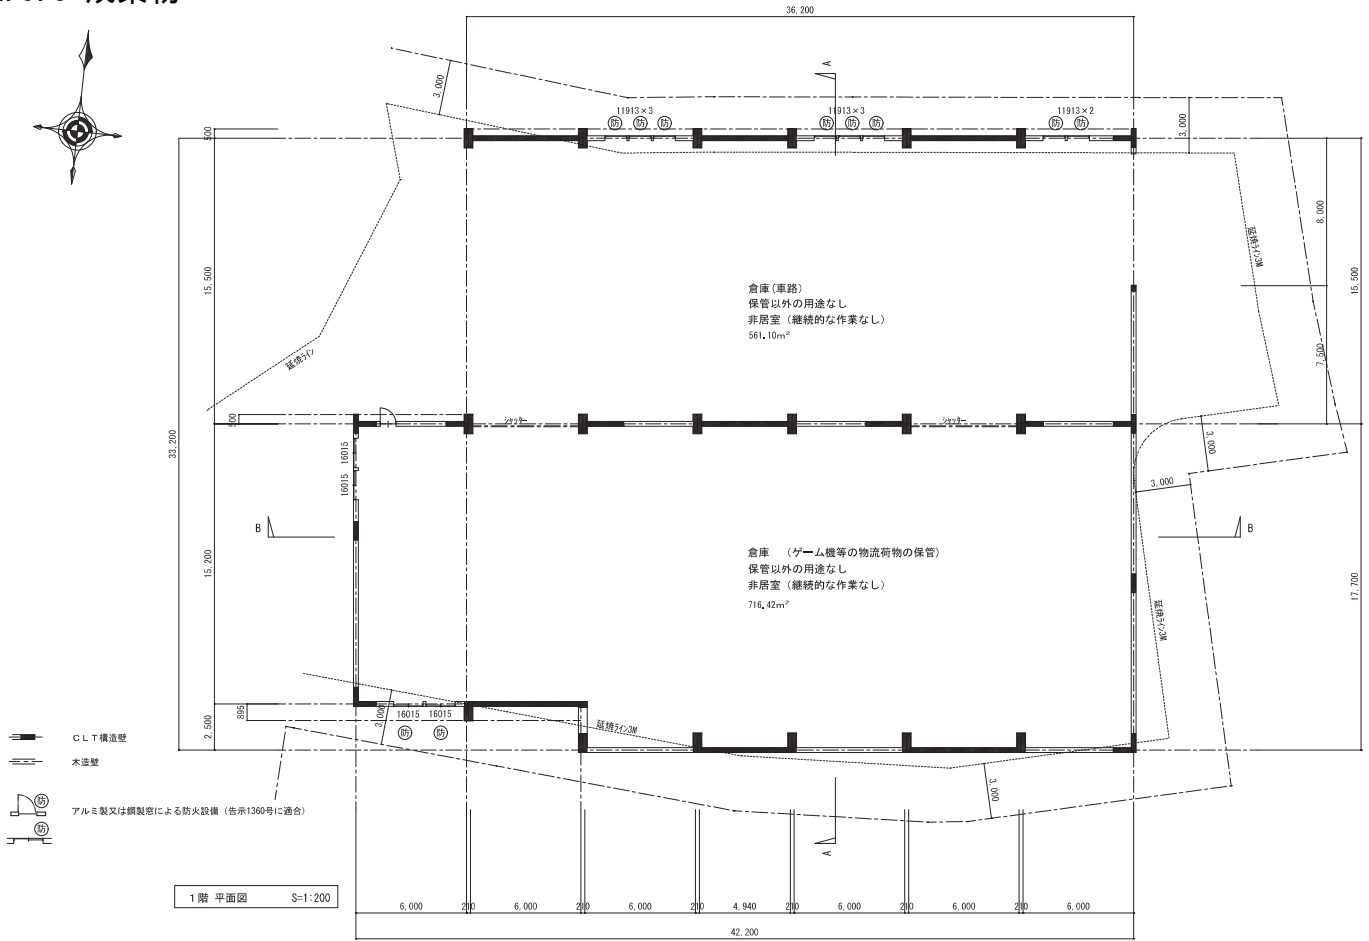 36,200
A
3,000
11913×3
11913×3
11913×2
防 防 防
防 防 防
防 防
3,000
500
8,000
延焼ライン3M
15,500
15,500
倉庫(車路)
保管以外の用途なし
非居室（継続的な作業なし）
561.10m²
7,500
延焼ライン
500
シャッター
シャッター
33,200
16015
16015
3,000
3,000
B
B
15,200
倉庫　（ゲーム機等の物流荷物の保管）
保管以外の用途なし
非居室（継続的な作業なし）
716.42m²
17,700
延焼ライン3M
895
3,000
16015
16015
防
防
延焼ライン3M
2,500
ＣＬＴ構造壁
木造壁
3,000
防
アルミ製又は鋼製窓による防火設備（告示1360号に適合）
防
A
１階 平面図 S=1:200
6,000
210
6,000
210
6,000
210
4,940
210
6,000
210
6,000
210
6,000
42,200